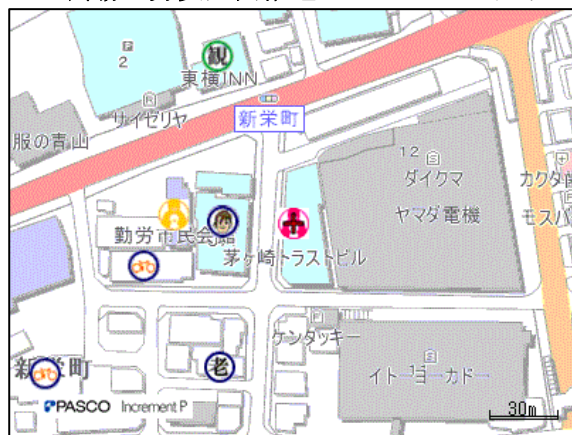 観
P
2
東横INN
R
サイゼリヤ
新栄町
服の青山
12
S
ダイクマ
ヤマダ電機
カクタ歯
モスバ
勤労市民会館
茅ヶ崎トラストビル
F
ケンタッキー
新栄町
老
S
イトーヨーカドー
PASCO Increment P
30m